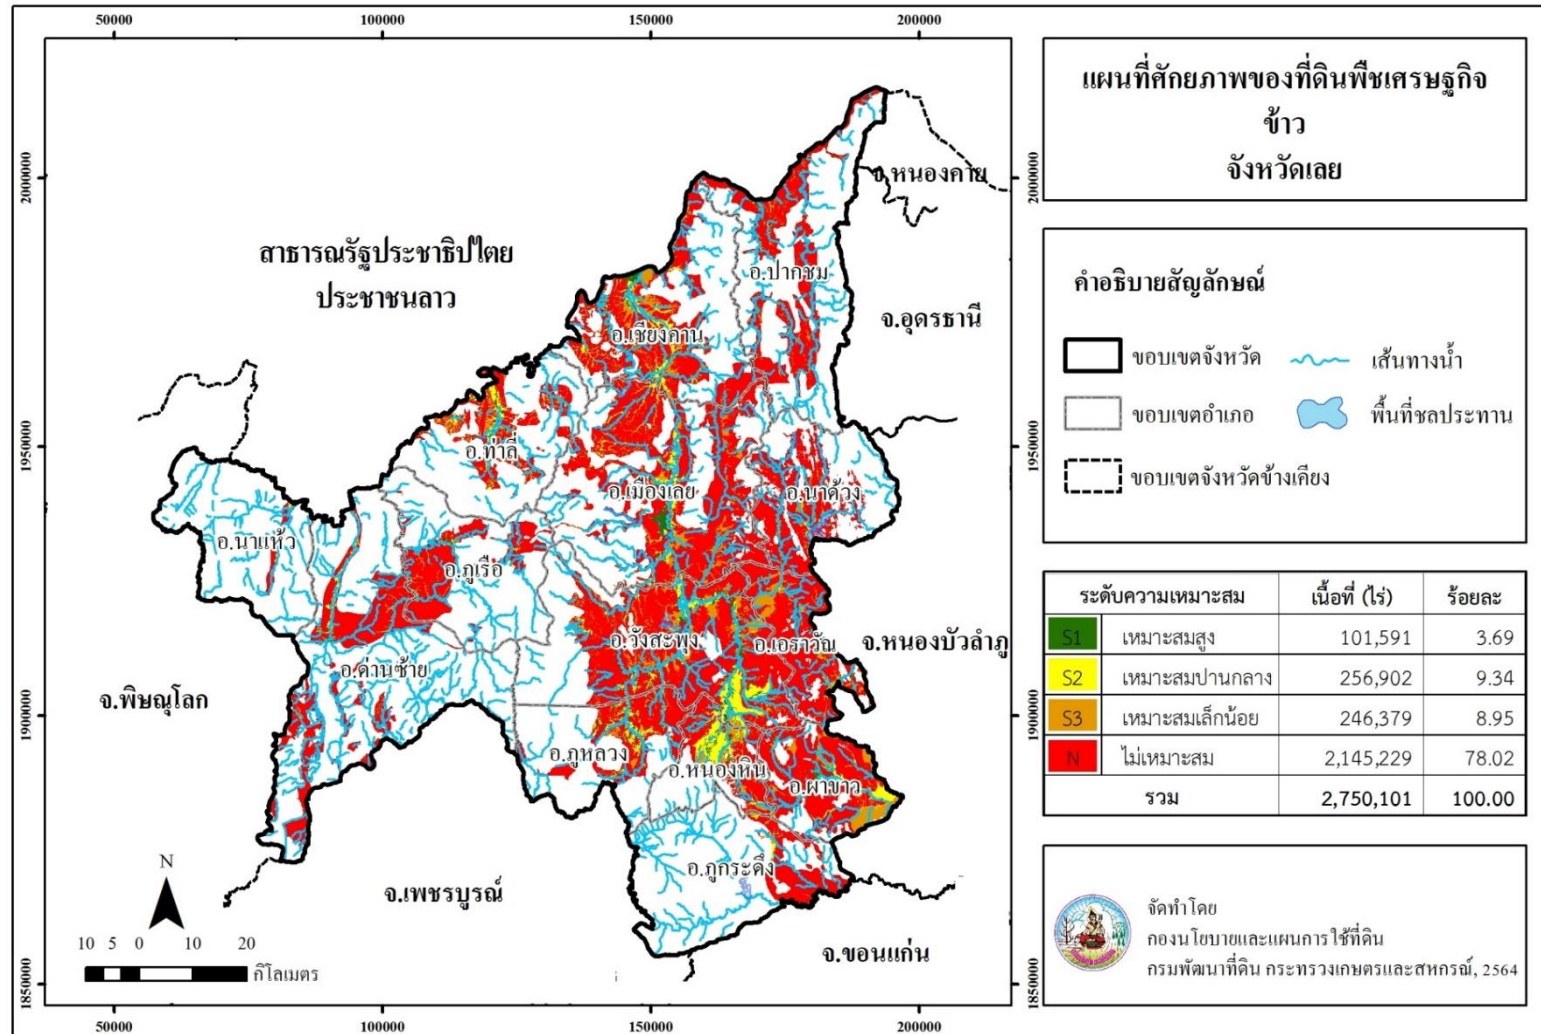 50000 100000 150000 200000
2000000
1950000
1900000
1850000
2000000
1950000
1900000
1850000
50000 100000 150000 200000
สาธารณรัฐประชาธิปไตย
ประชาชนลาว
จ.หนองคาย
จ.อุดรธานี
จ.หนองบัวลำภู
จ.ขอนแก่น
จ.เพชรบูรณ์
จ.พิษณุโลก
อ.ปากชม
อ.เชียงคาน
อ.ท่าลี่
อ.เมืองเลย
อ.นาด้วง
อ.นาแห้ว
อ.ภูเรือ
อ.วังสะพุง
อ.เอราวัณ
อ.ด่านซ้าย
อ.ภูหลวง
อ.หนองหิน
อ.ผาขาว
อ.ภูกระดึง
N
10 5 0 10 20
กิโลเมตร
แผนที่ศักยภาพของที่ดินพืชเศรษฐกิจ
ข้าว
จังหวัดเลย
คำอธิบายสัญลักษณ์
ขอบเขตจังหวัด เส้นทางน้ำ
ขอบเขตอำเภอ พื้นที่ชลประทาน
ขอบเขตจังหวัดข้างเคียง
ระดับความเหมาะสม เนื้อที่ (ไร่) ร้อยละ
S1 เหมาะสมสูง 101,591 3.69
S2 เหมาะสมปานกลาง 256,902 9.34
S3 เหมาะสมเล็กน้อย 246,379 8.95
N ไม่เหมาะสม 2,145,229 78.02
รวม 2,750,101 100.00
จัดทำโดย
กองนโยบายและแผนการใช้ที่ดิน
กรมพัฒนาที่ดิน กระทรวงเกษตรและสหกรณ์, 2564